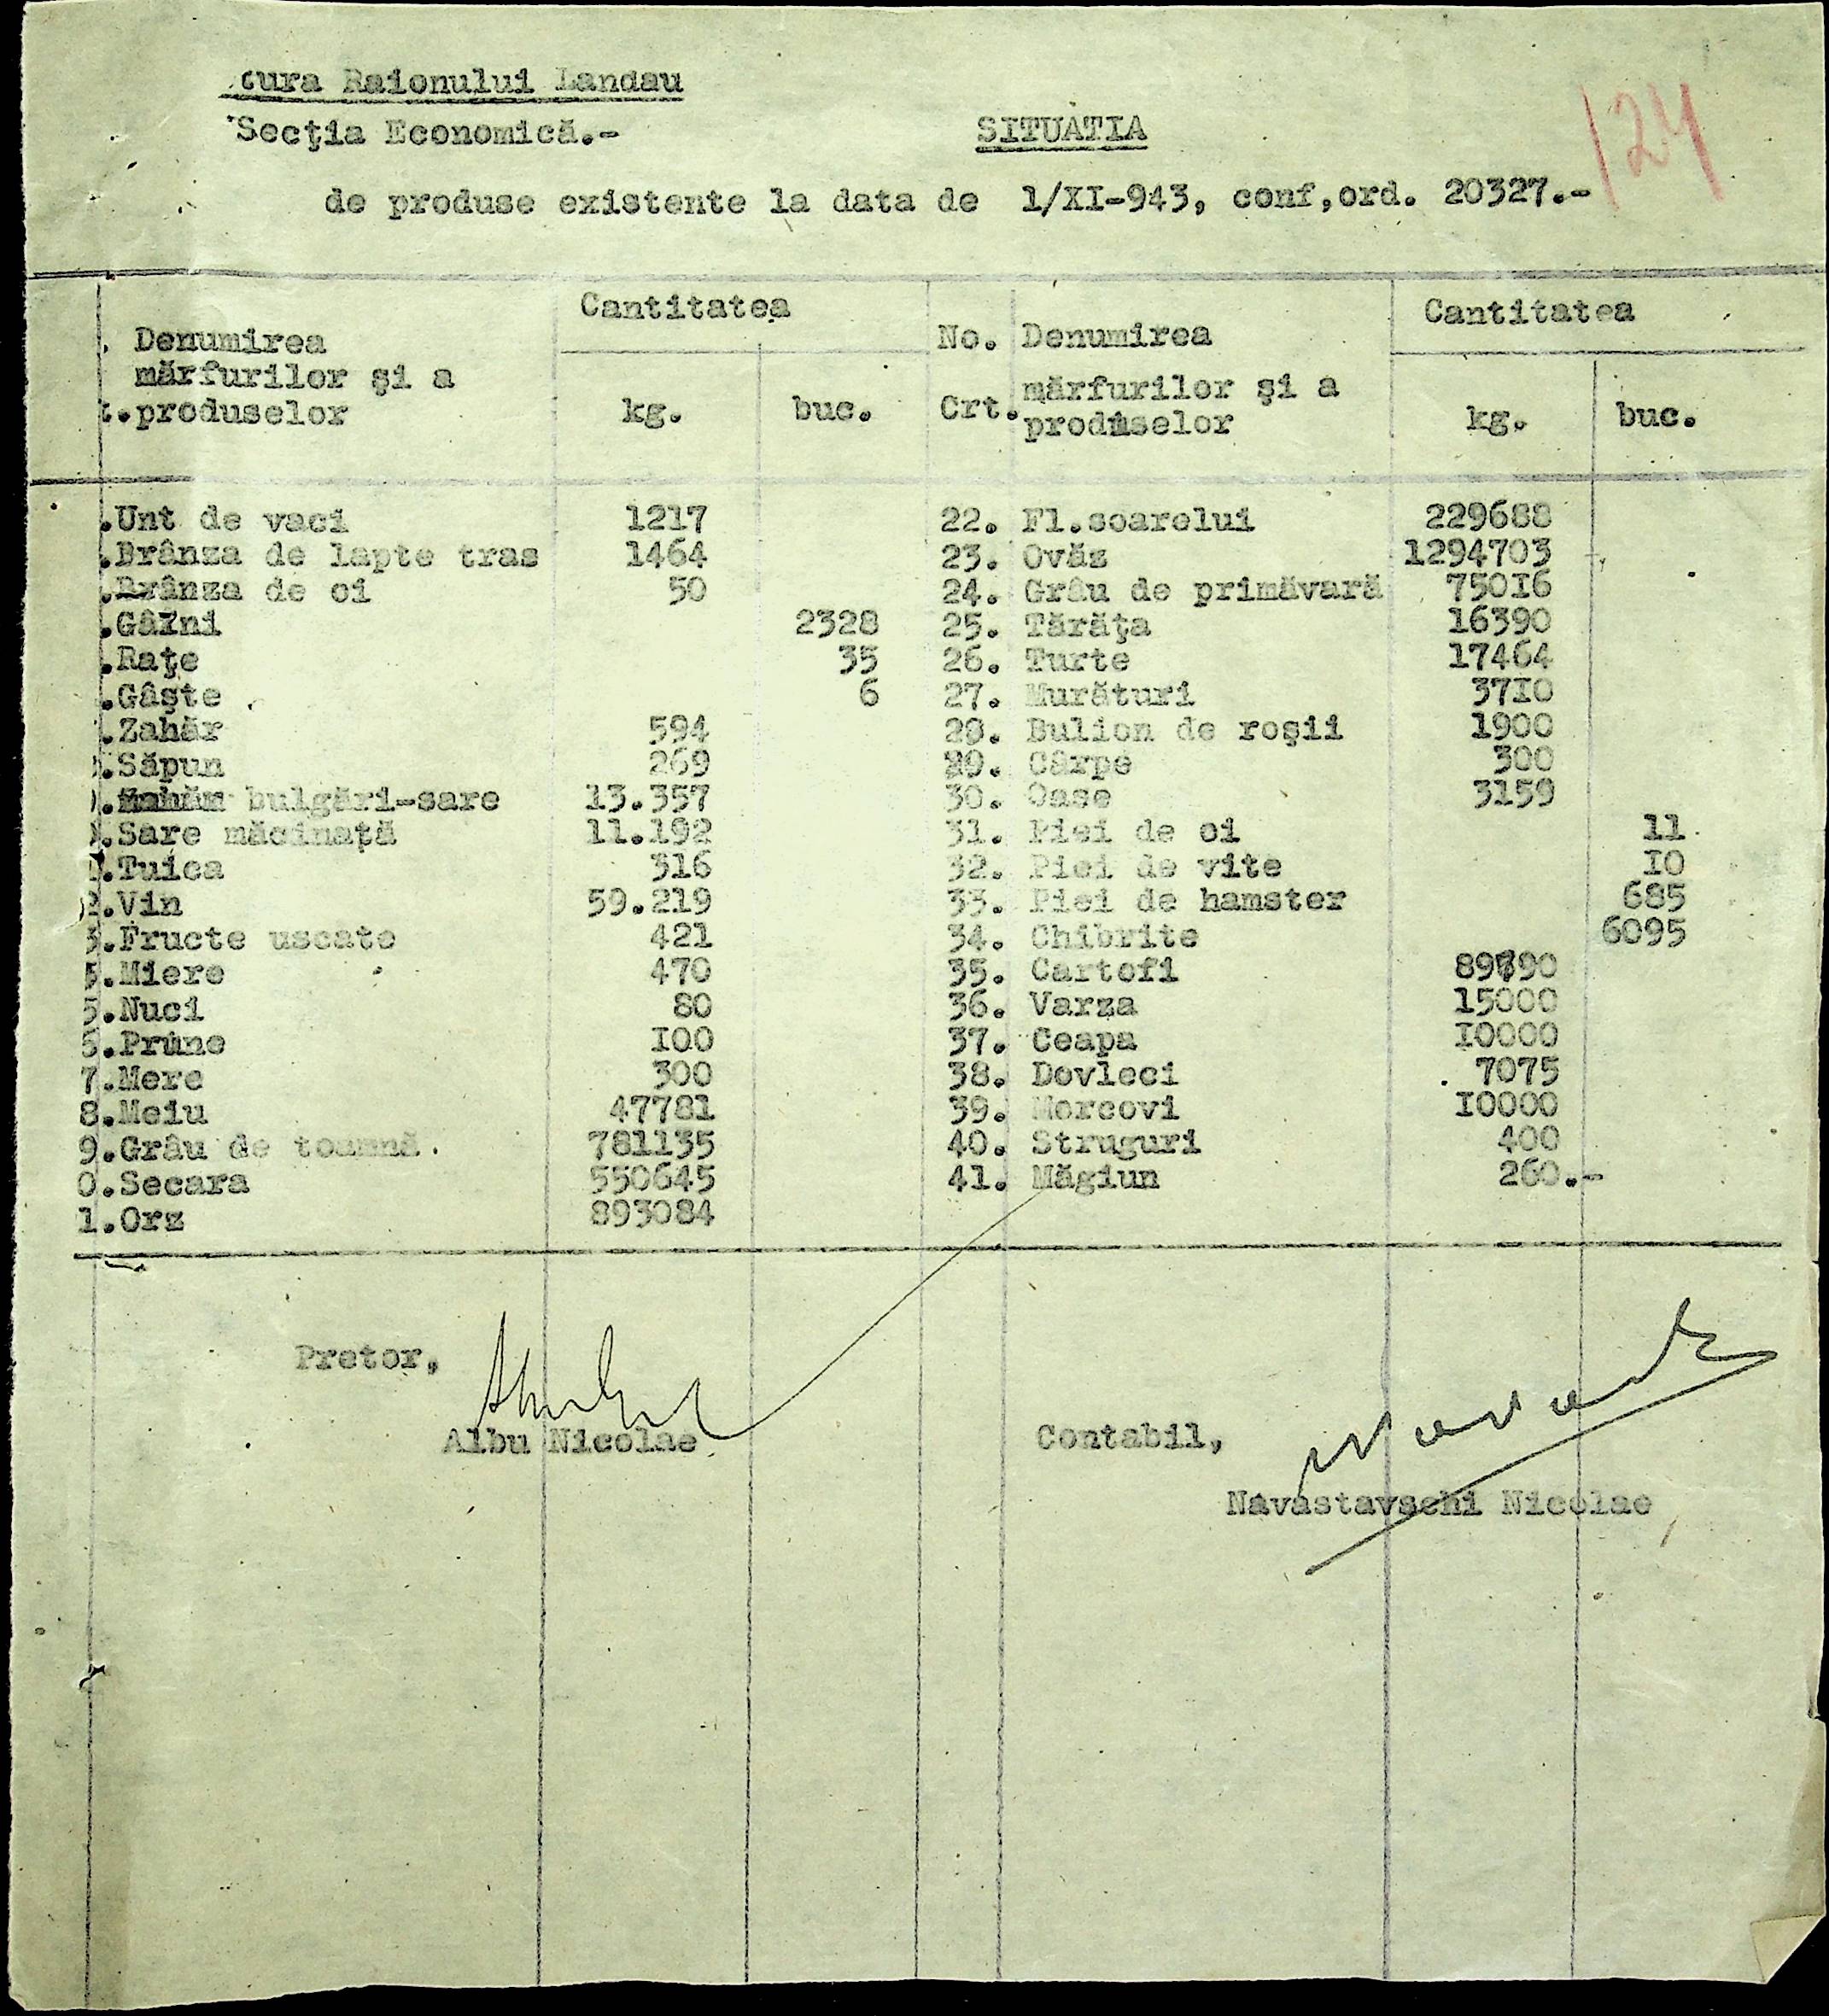 tura Raionului Landau
Secţia Economică.-
SITUATIA
124
de produse existente la data de 1/XI-943, conf,ord. 20327.-
Denumirea mărfurilor şi a produselor Cantitatea kg. buc. No. Crt. Denumirea mărfurilor şi a produselor Cantitatea kg. buc.
.Unt de vaci 1217 22. Fl.soarelui 229688
.Brânza de lapte tras 1464 23. Ovăz 1294703
.Brânza de oi 50 24. Grâu de primăvară 75016
.Găini 2328 25. Tărăţa 16390
.Raţe 35 26. Turte 17464
.Gâşte 6 27. Murături 3710
.Zahăr 594 28. Bulion de roşii 1900
.Săpun 269 29. Cârpe 300
. bulgări-sare 13.357 30. Oase 3159
.Sare măcinaţă 11.192 31. Piei de oi 11
.Tuica 316 32. Piei de vite 10
2.Vin 59.219 33. Piei de hamster 685
3.Fructe uscate 421 34. Chibrite 6095
.Miere 470 35. Cartofi
5.Nuci 80 36. Varza 15000
6.Prune 100 37. Ceapa 10000
7.Mere 300 38. Dovleci 7075
8.Meiu 47781 39. Morcovi 10000
9.Grâu de toamnă. 781135 40. Struguri 400
0.Secara 550645 41. Măgiun 260.-
1.Orz 893084
Pretor,
Albu Nicolae
Contabil,
Navastavschi Nicolae